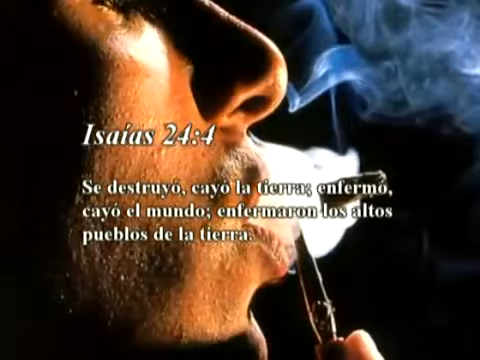 Isaías 24:4
Se destruyó, cayó la tierra; enfermó,
cayó el mundo; enfermaron los altos
pueblos de la tierra.